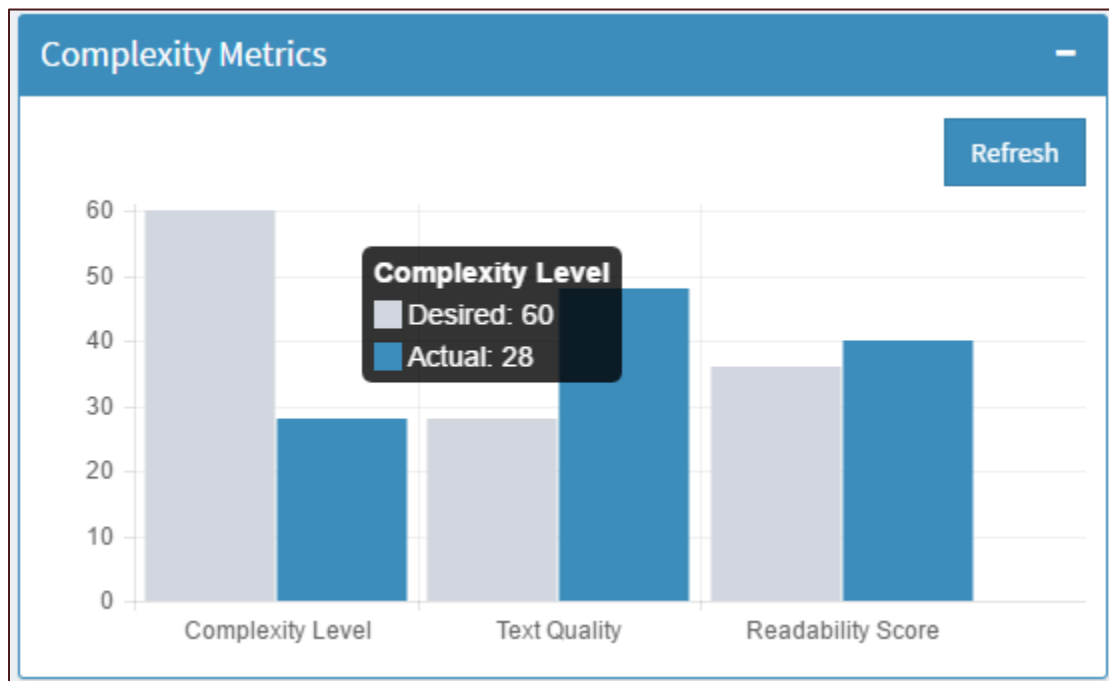 Complexity Metrics
Refresh
60
50
40
30
20
10
0
Complexity Level
Desired: 60
Actual: 28
Complexity Level
Text Quality
Readability Score